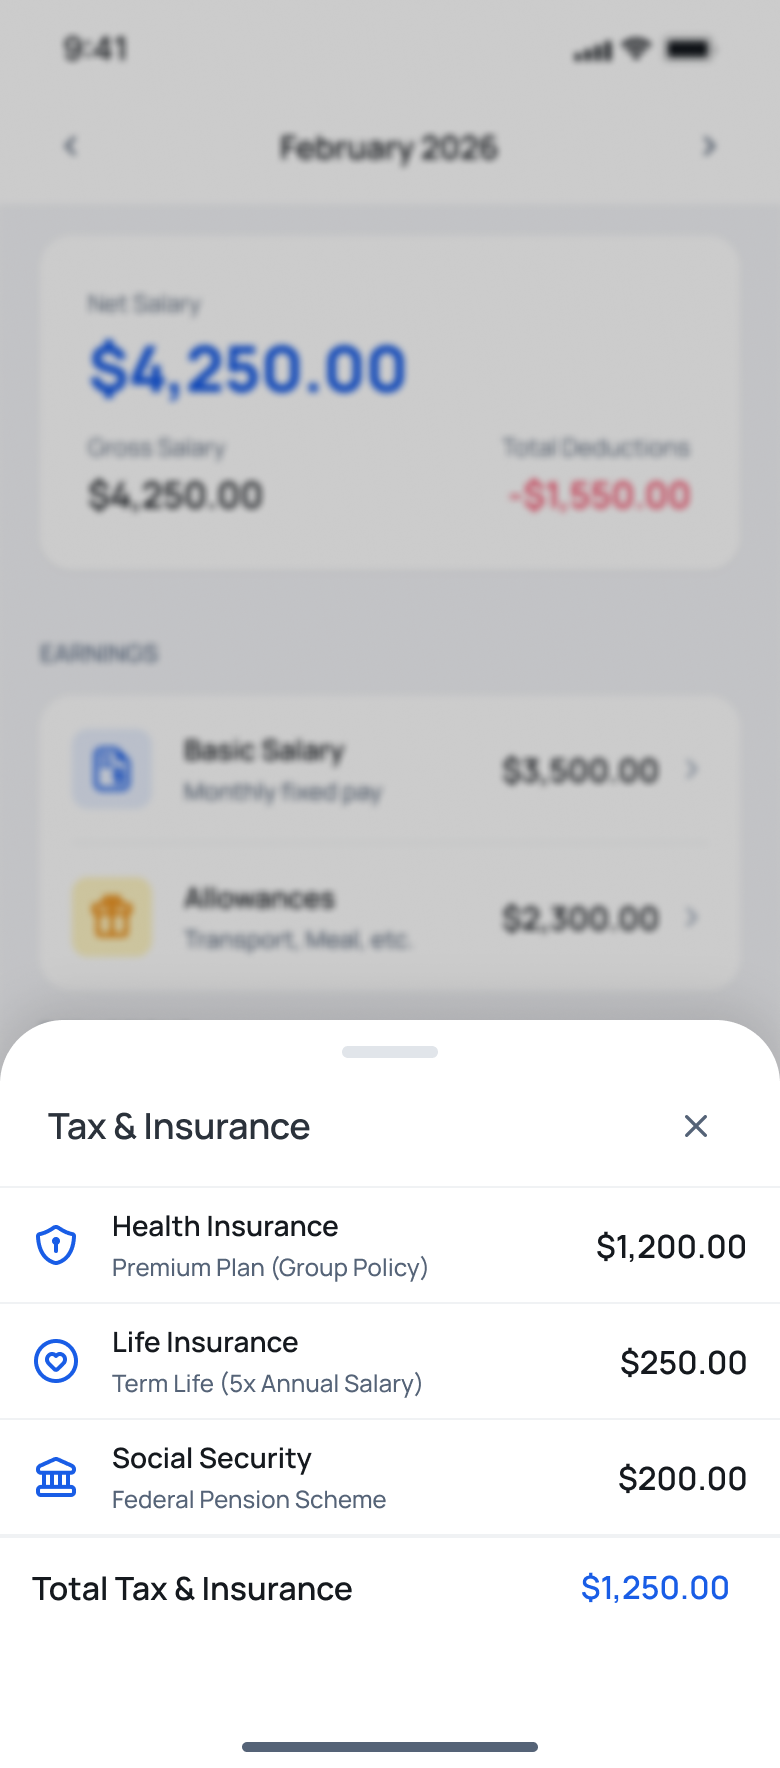 9:41
February 2026
Net Salary
$4,250.00
Gross Salary
Total Deductions
$4,250.00
-$1,550.00
EARNINGS
Basic Salary
Monthly fixed pay
$3,500.00
Allowances
Transport, Meal, etc.
$2,300.00
Tax & Insurance
Health Insurance
Premium Plan (Group Policy)
$1,200.00
Life Insurance
Term Life (5x Annual Salary)
$250.00
Social Security
Federal Pension Scheme
$200.00
Total Tax & Insurance
$1,250.00